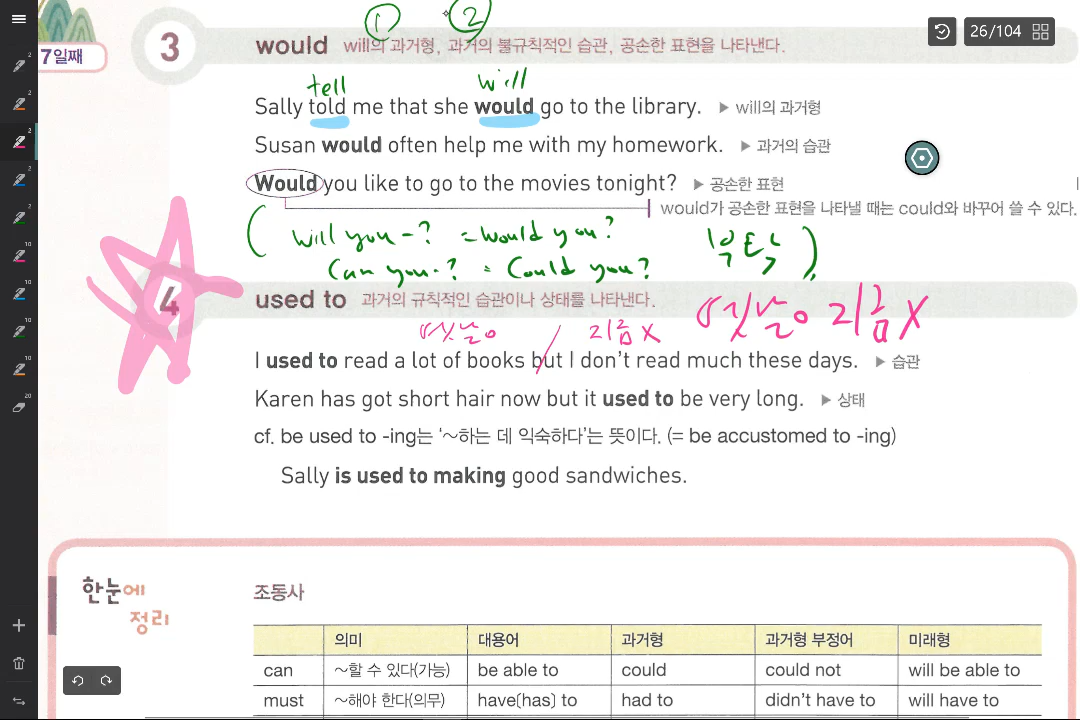 ① ②
26/104
7일째
3 would will의 과거형, 과거의 불규칙적인 습관, 공손한 표현을 나타낸다.
tell will
Sally told me that she would go to the library. ▶ will의 과거형
Susan would often help me with my homework. ▶ 과거의 습관
Would you like to go to the movies tonight? ▶ 공손한 표현
would가 공손한 표현을 나타낼 때는 could와 바꾸어 쓸 수 있다.
( Will you -? = Would you? 부탁 )
Can you -? = Could you?
4 used to 과거의 규칙적인 습관이나 상태를 나타낸다.
옛날 O 지금 X
옛날 O / 지금 X
I used to read a lot of books but I don't read much these days. ▶ 습관
Karen has got short hair now but it used to be very long. ▶ 상태
cf. be used to -ing는 '~하는 데 익숙하다'는 뜻이다. (= be accustomed to -ing)
Sally is used to making good sandwiches.
한눈에
정리
조동사
의미 대용어 과거형 과거형 부정어 미래형
can ~할 수 있다(가능) be able to could could not will be able to
must ~해야 한다(의무) have(has) to had to didn't have to will have to